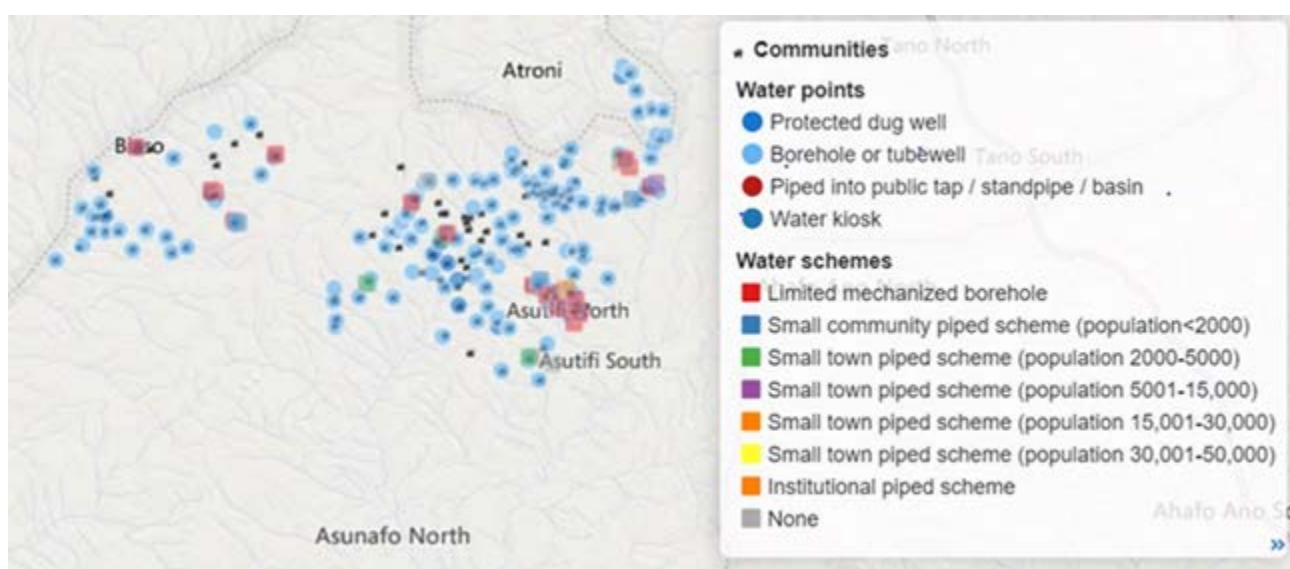 Atroni
Asutifi South
Asunafo North
Tano North
Communities
Water points
Protected dug well
Borehole or tubewell
Tano South
Piped into public tap / standpipe / basin
Water kiosk
Water schemes
Ahafo Ano North
Limited mechanized borehole
Small community piped scheme (population<2000)
Small town piped scheme (population 2000-5000)
Small town piped scheme (population 5001-15,000)
Small town piped scheme (population 15,001-30,000)
Small town piped scheme (population 30,001-50,000)
Institutional piped scheme
None
Ahafo Ano
»